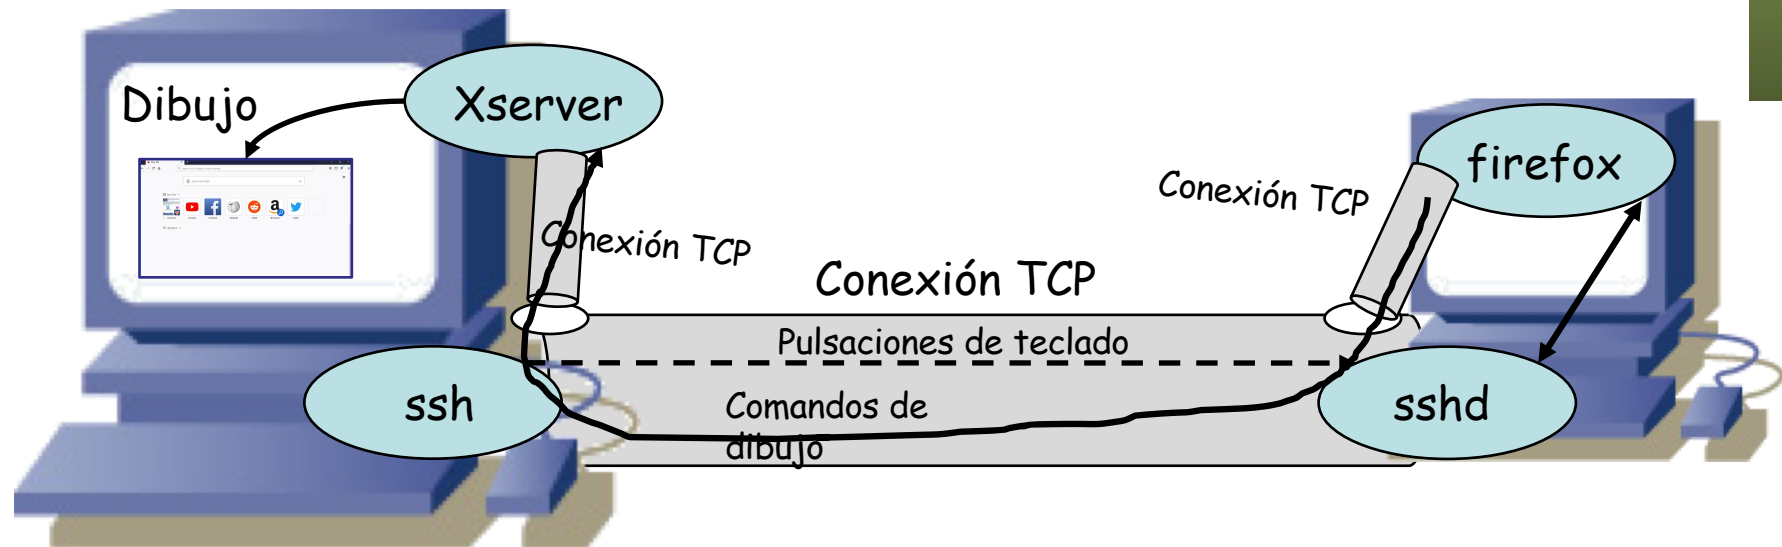 Dibujo
Xserver
firefox
Conexión TCP
Conexión TCP
Conexión TCP
Pulsaciones de teclado
ssh
Comandos de
dibujo
sshd